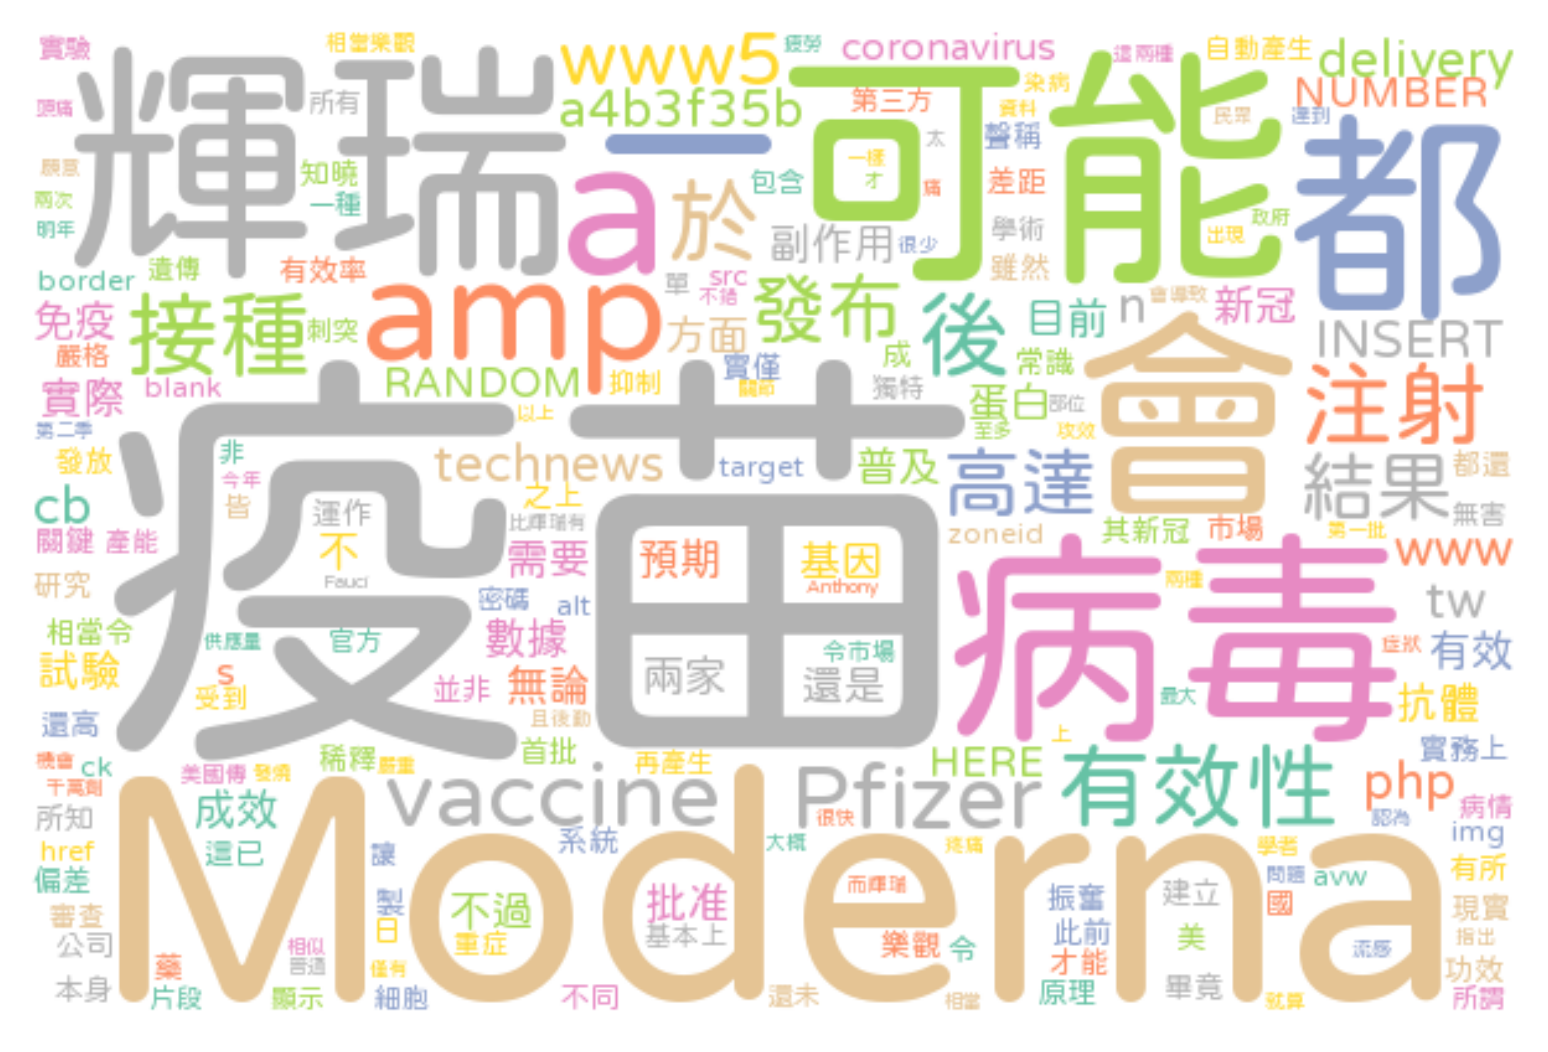 實驗
相當樂觀
www5
疲勞
coronavirus
這兩種
自動產生
delivery
輝瑞
可能
頭痛
所有
a4b3f35b
第三方
染病
資料
NUMBER
民眾
達到
一
都
願意
知曉
a
於
包含
太
一樣
才
聲稱
差距
痛
兩次
一種
明年
副作用
很少
學術
政府
出現
border
遺傳
有效率
單
src
不錯
雖然
免疫
接種
刺突
amp
方面
發布
後
目前
n
會導致
新冠
INSERT
嚴格
成
常識
會
實際
blank
RANDOM
抑制
實僅
關節
獨特
蛋白
部位
注射
第二季
疫苗
以上
至多
攻效
發放
非
今年
technews
target
普及
高達
結果
都還
cb
皆
運作
之上
比輝瑞有
zoneid
其新冠
市場
第一批
無害
關鍵
產能
不
需要
預期
基因
病毒
www
研究
Fauci
密碼
alt
Anthony
兩種
tw
相當令
供應量
官方
數據
令市場
症狀
有效
試驗
s
受到
並非
無論
兩家
還是
最大
抗體
還高
且後勤
上
機會
ck
美國傳
發燒
稀釋
嚴重
首批
再產生
HERE
有效性
實務上
千萬劑
Moderna
vaccine
Pfizer
php
所知
成效
很快
認為
病情
img
href
這已
讓
系統
大概
疼痛
學者
偏差
而輝瑞
問題
avw
有所
審查
製
不過
批准
振奮
建立
國
現實
公司
相似
普通
日
重症
基本上
樂觀
令
此前
美
流感
指出
藥
僅有
才能
功效
本身
片段
顯示
細胞
不同
還未
相當
原理
畢竟
就算
所謂